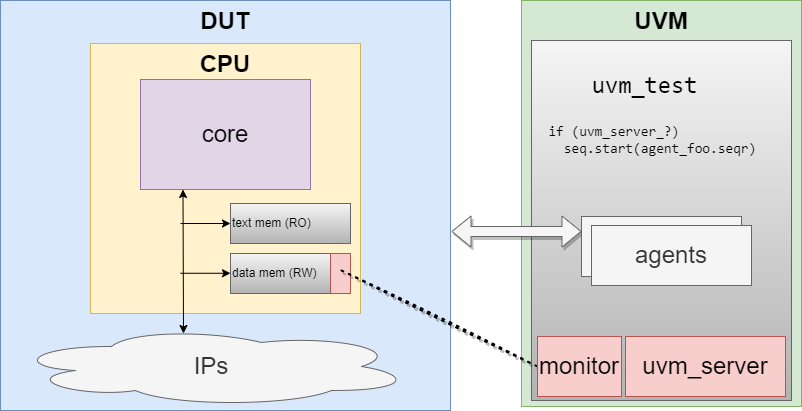 DUT
CPU
core
text mem (RO)
data mem (RW)
IPs
UVM
uvm_test
if (uvm_server_?)
seq.start(agent_foo.seqr)
agents
monitor
uvm_server